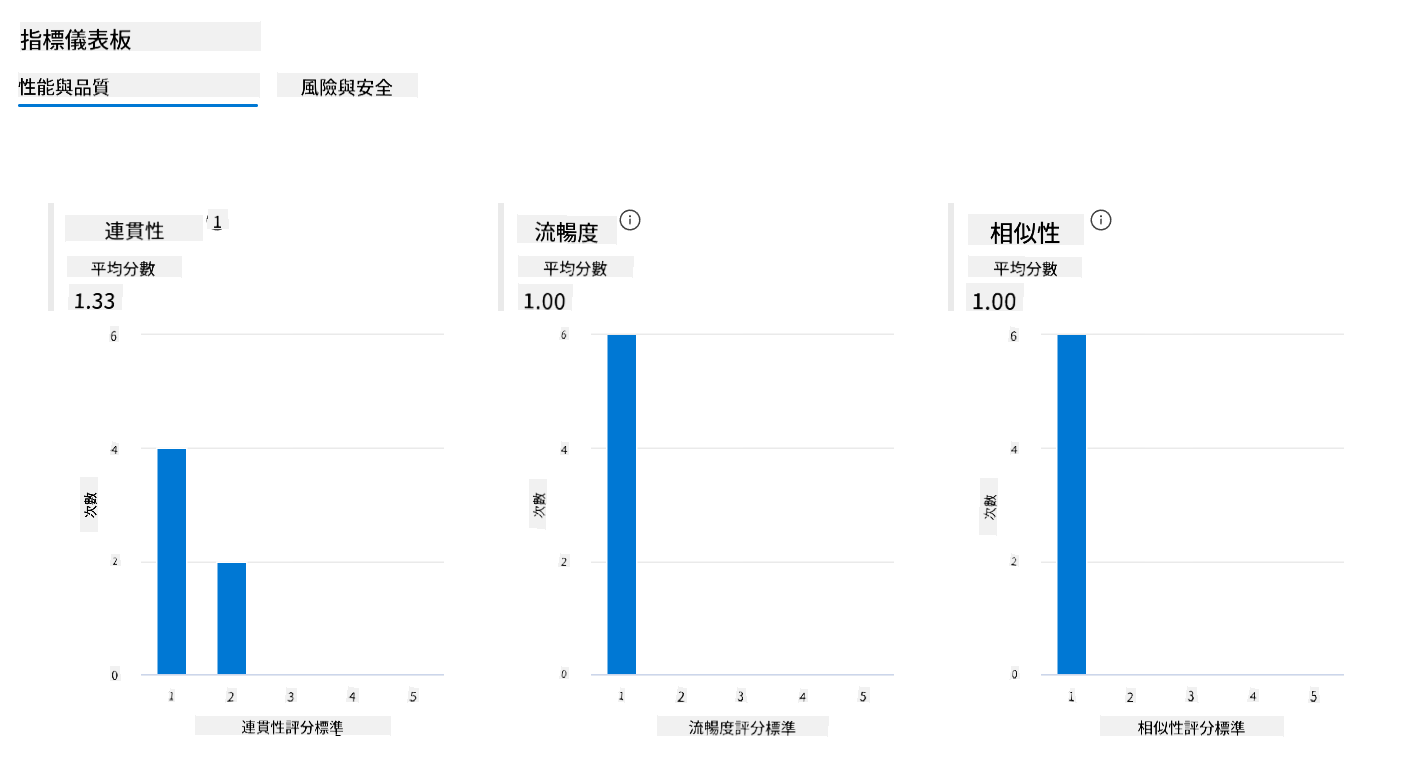 指標儀表板
性能與品質
風險與安全
連貫性
1
平均分數
1.33
6
4
2
0
次數
1 2 3 4 5
連貫性評分標準
流暢度
平均分數
1.00
6
4
2
0
次數
1 2 3 4 5
流暢度評分標準
相似性
平均分數
1.00
6
4
2
0
次數
1 2 3 4 5
相似性評分標準